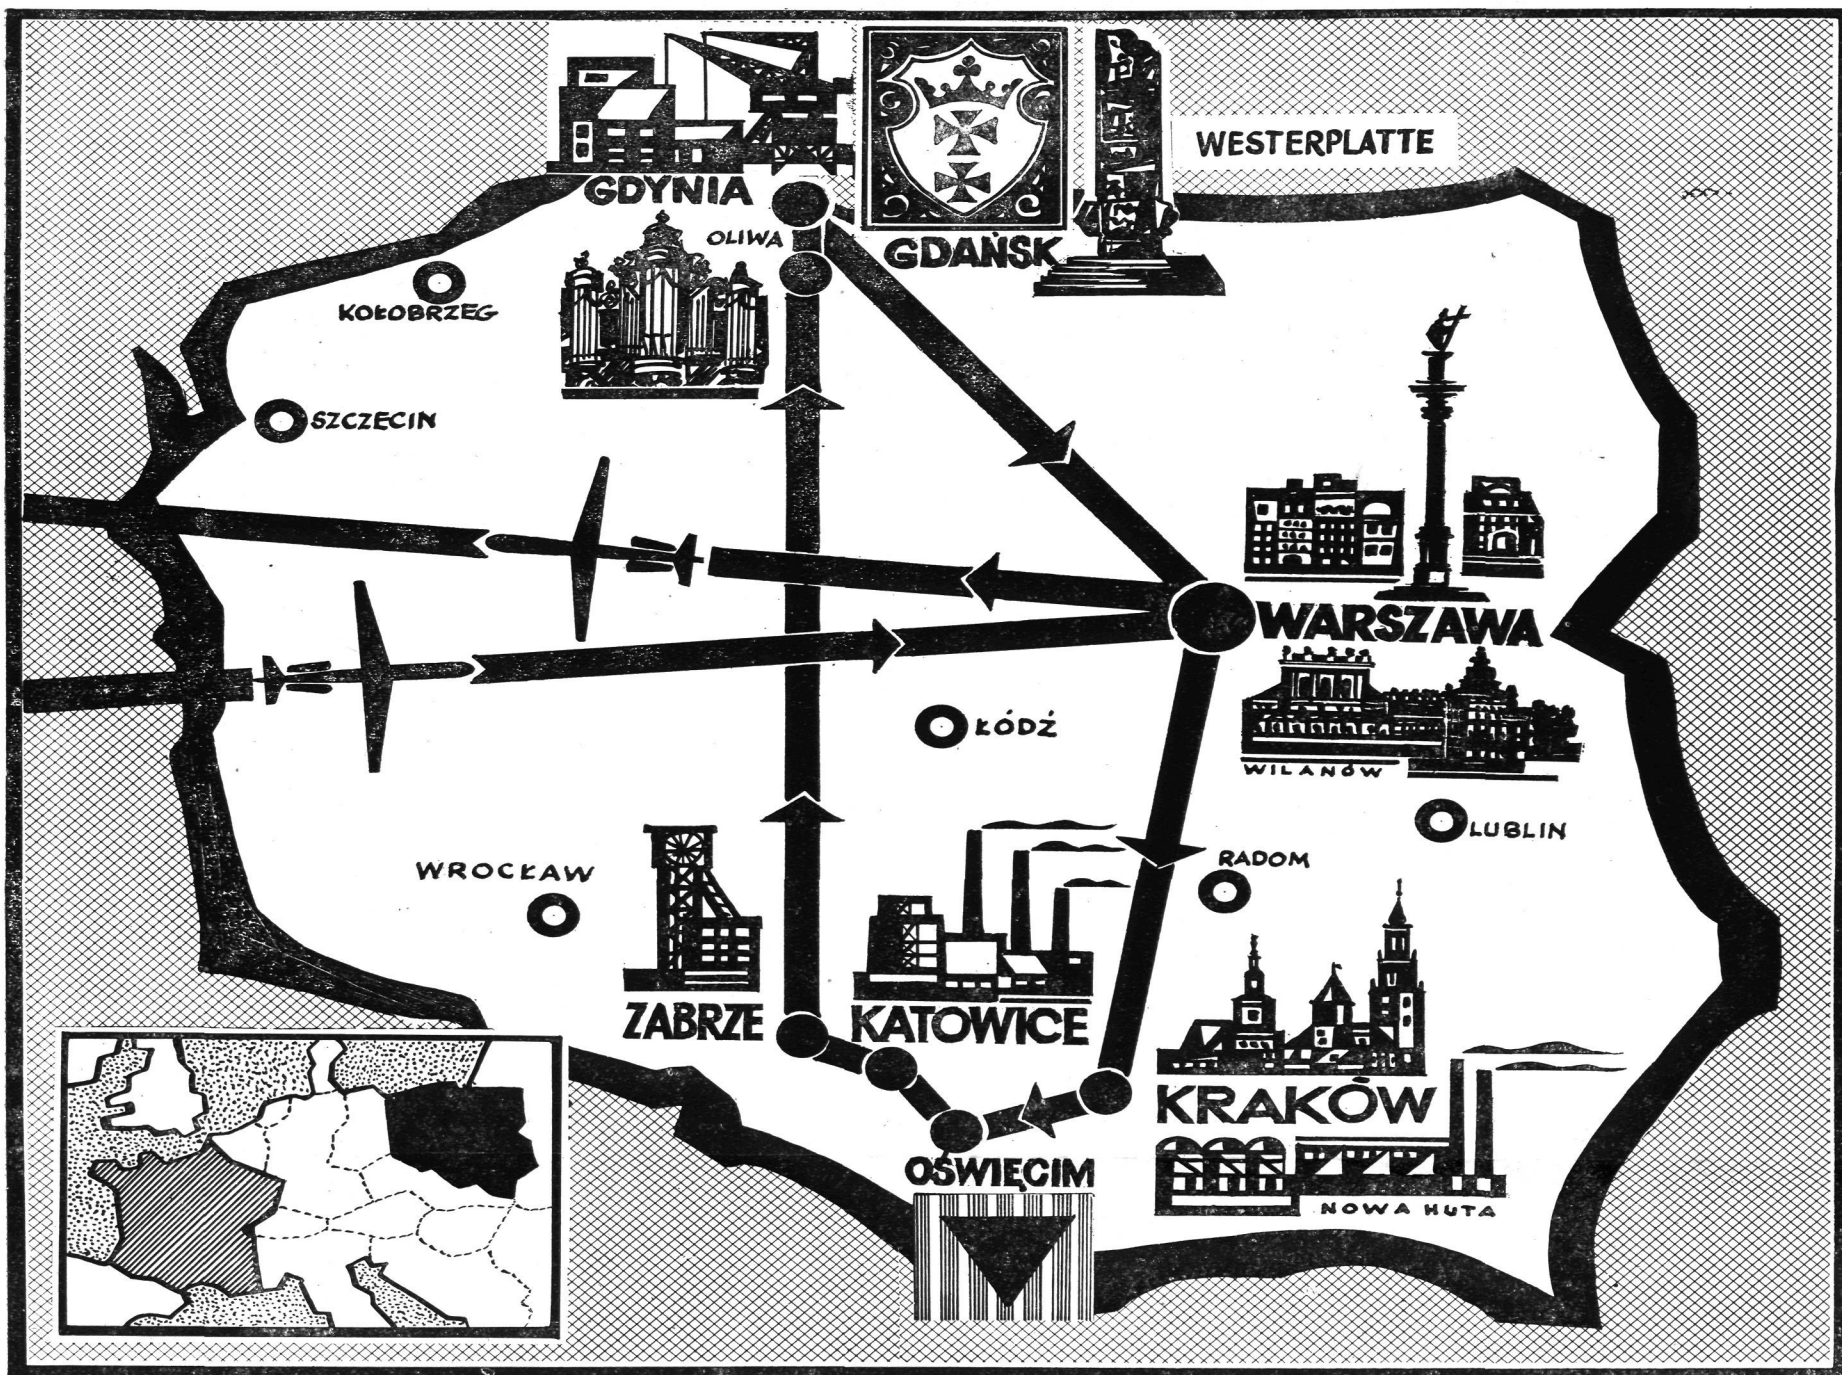 WESTERPLATTE
GDYNIA
OLIWA
GDAŃSK
KOŁOBRZEG
SZCZECIN
WARSZAWA
ŁÓDŹ
WILANÓW
LUBLIN
WROCŁAW
RADOM
ZABRZE
KATOWICE
KRAKÓW
OŚWIĘCIM
NOWA HUTA